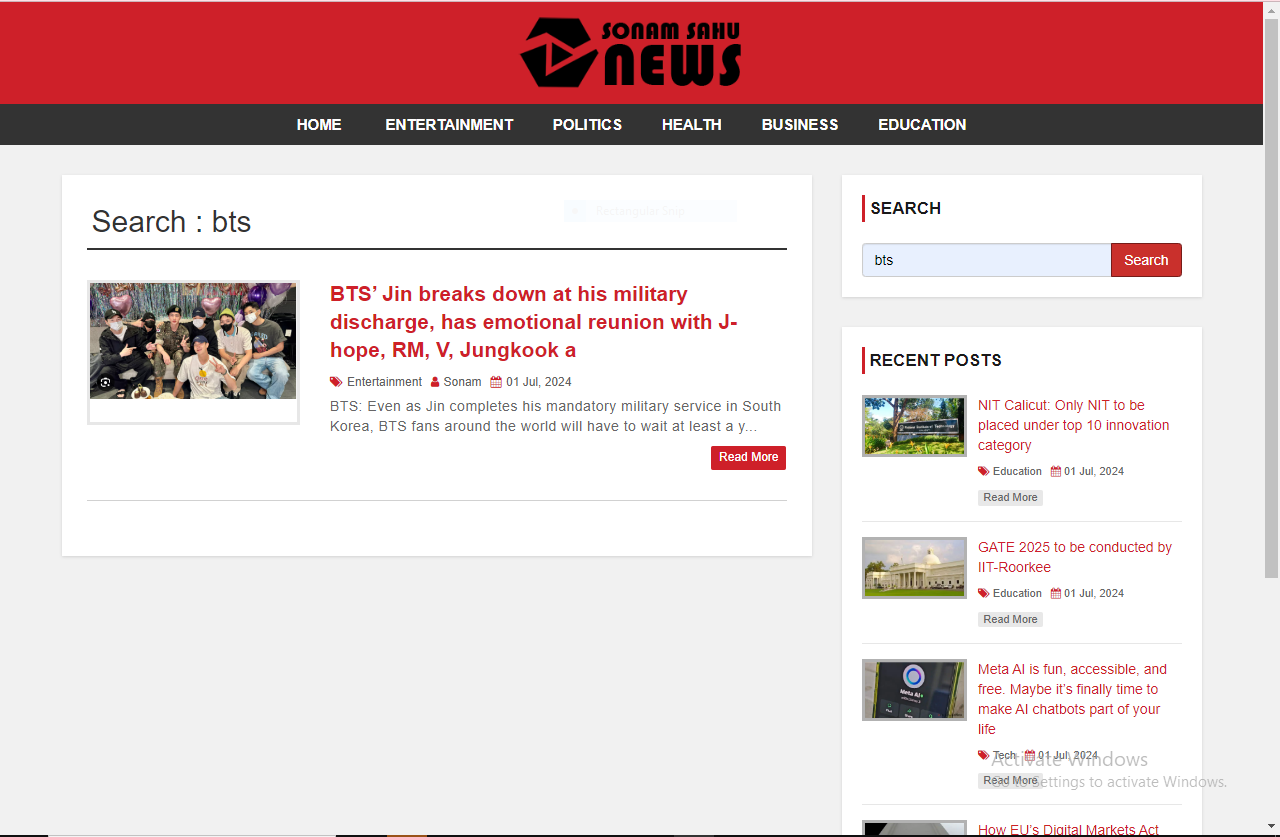 SONAM SAHU
NEWS
HOME ENTERTAINMENT POLITICS HEALTH BUSINESS EDUCATION
Search : bts
Rectangular Snip
BTS’ Jin breaks down at his military
discharge, has emotional reunion with J-
hope, RM, V, Jungkook a
Entertainment Sonam 01 Jul, 2024
BTS: Even as Jin completes his mandatory military service in South
Korea, BTS fans around the world will have to wait at least a y...
Read More
SEARCH
bts Search
RECENT POSTS
NIT Calicut: Only NIT to be
placed under top 10 innovation
category
Education 01 Jul, 2024
Read More
GATE 2025 to be conducted by
IIT-Roorkee
Education 01 Jul, 2024
Read More
Meta AI
Meta AI is fun, accessible, and
free. Maybe it’s finally time to
make AI chatbots part of your
life
Tech 01 Jul, 2024
Read More
Activate Windows
Go to Settings to activate Windows.
How EU’s Digital Markets Act